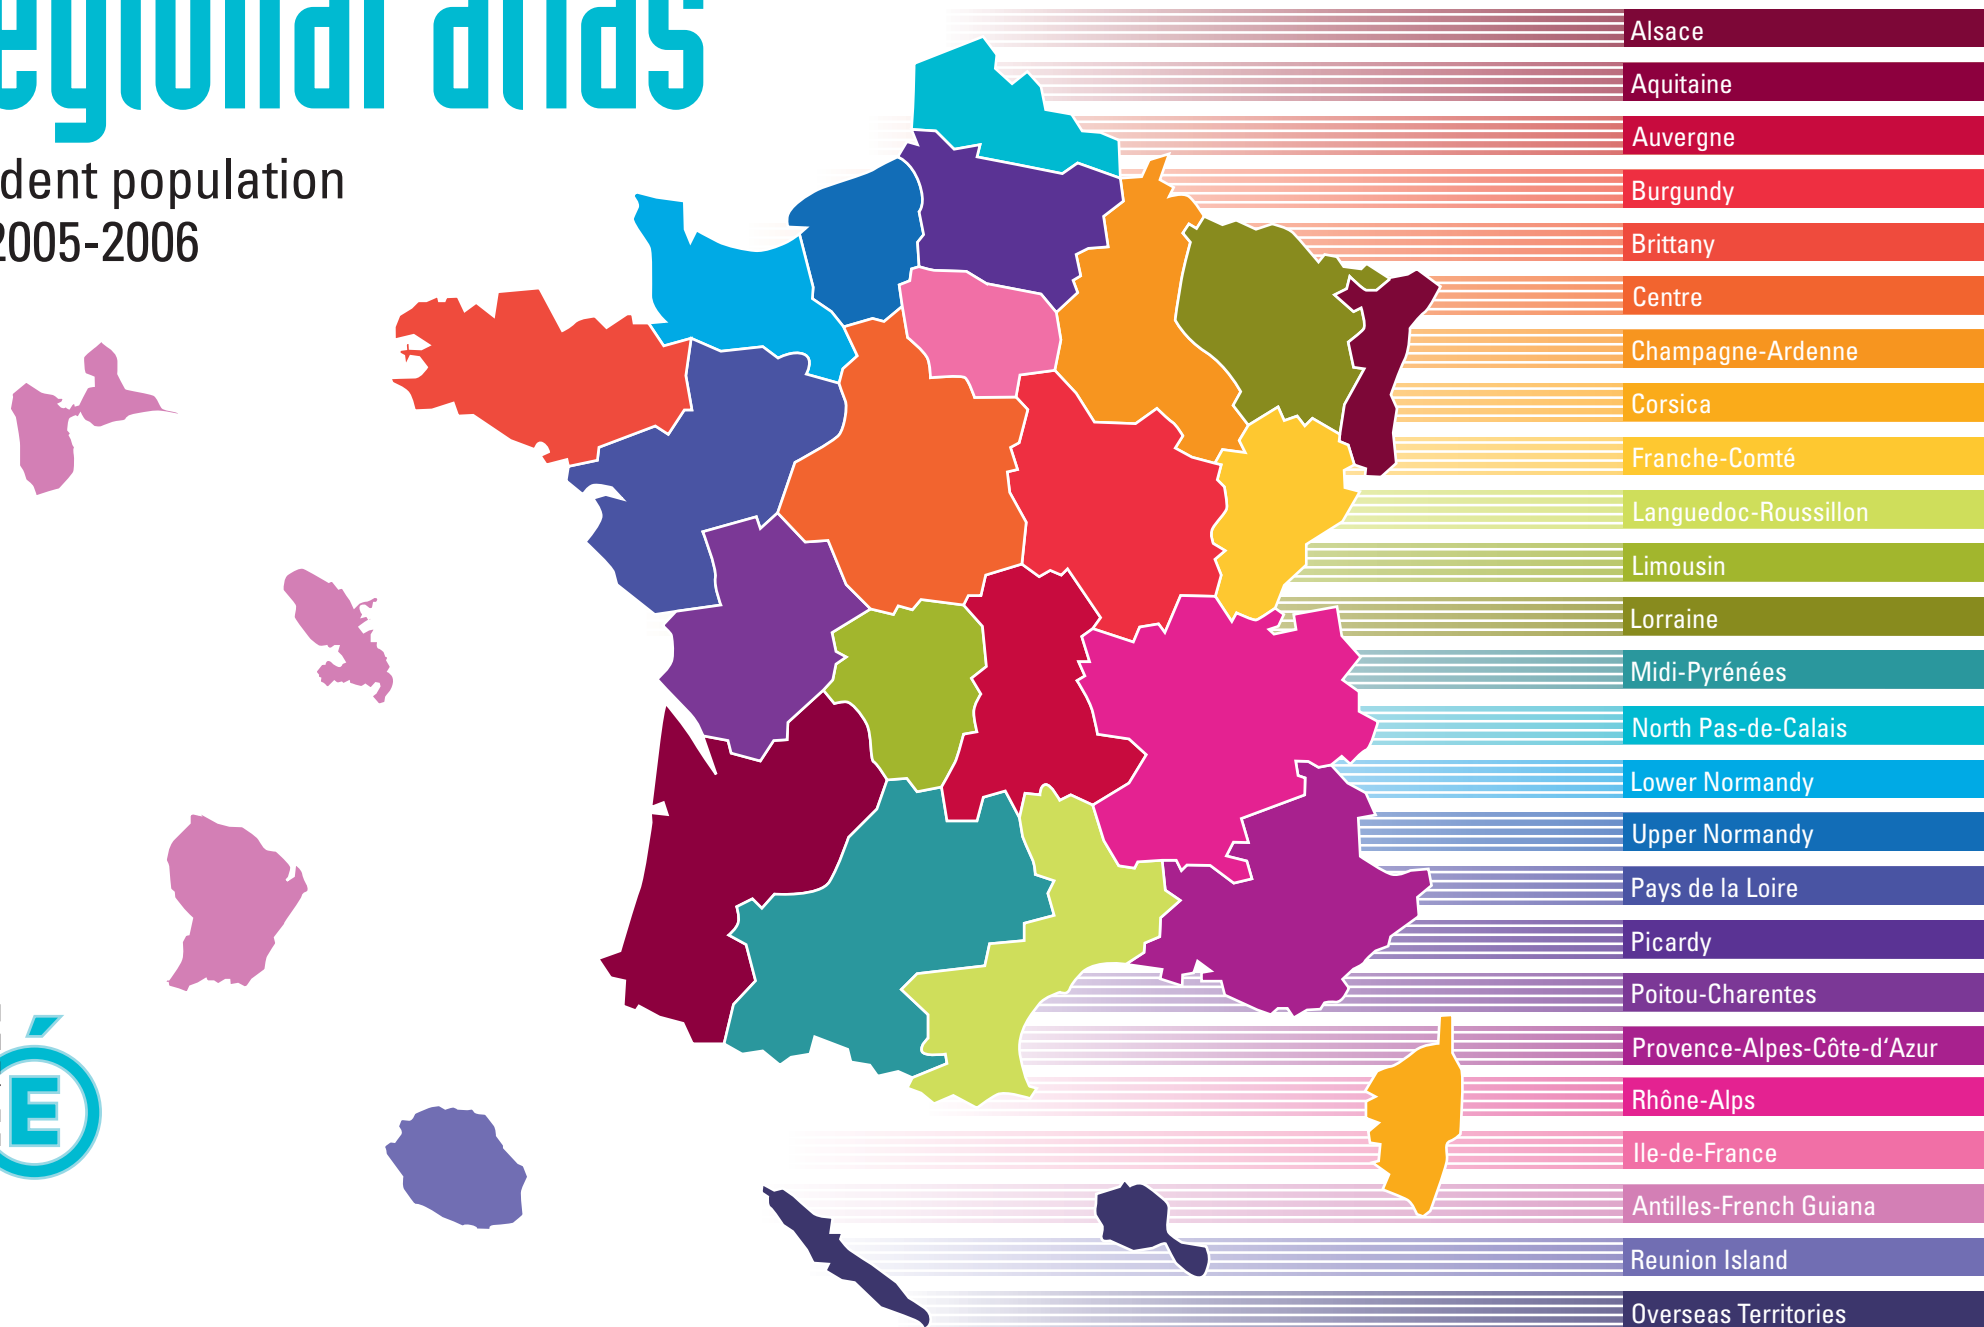 egional atlas
dent population
2005-2006
Alsace
Aquitaine
Auvergne
Burgundy
Brittany
Centre
Champagne-Ardenne
Corsica
Franche-Comté
Languedoc-Roussillon
Limousin
Lorraine
Midi-Pyrénées
North Pas-de-Calais
Lower Normandy
Upper Normandy
Pays de la Loire
Picardy
Poitou-Charentes
Provence-Alpes-Côte-d‘Azur
Rhône-Alps
Ile-de-France
Antilles-French Guiana
Reunion Island
Overseas Territories
É